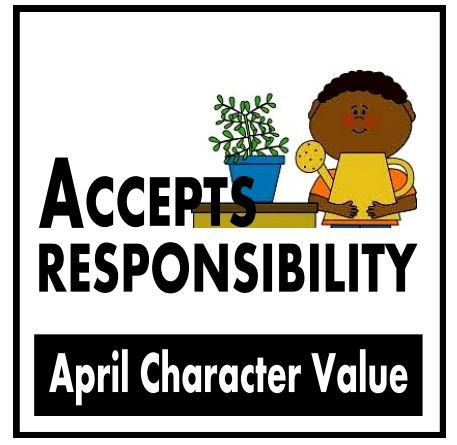 ACCEPTS
RESPONSIBILITY
April Character Value